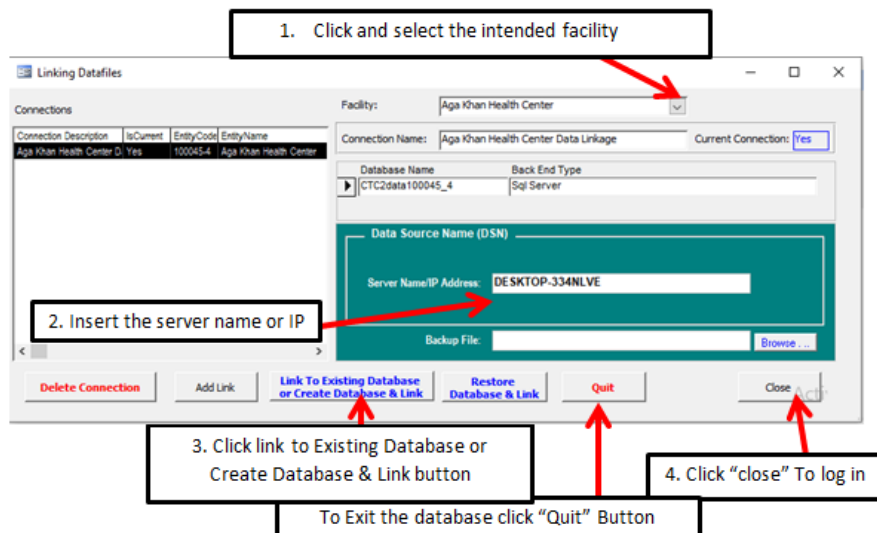 1. Click and select the intended facility
Linking Datafiles
Connections
Facility: Aga Khan Health Center
Connection Description IsCurrent EntityCode EntityName
Aga Khan Health Center D Yes 100045-4 Aga Khan Health Center
Connection Name: Aga Khan Health Center Data Linkage Current Connection: Yes
Database Name Back End Type
CTC2data100045_4 Sql Server
Data Source Name (DSN)
Server Name/IP Address: DESKTOP-334NLVE
2. Insert the server name or IP
Backup File: Browse ...
Delete Connection
Add Link
Link To Existing Database
or Create Database & Link
Restore
Database & Link
Quit
Close
Acti
3. Click link to Existing Database or
Create Database & Link button
4. Click “close” To log in
To Exit the database click “Quit” Button